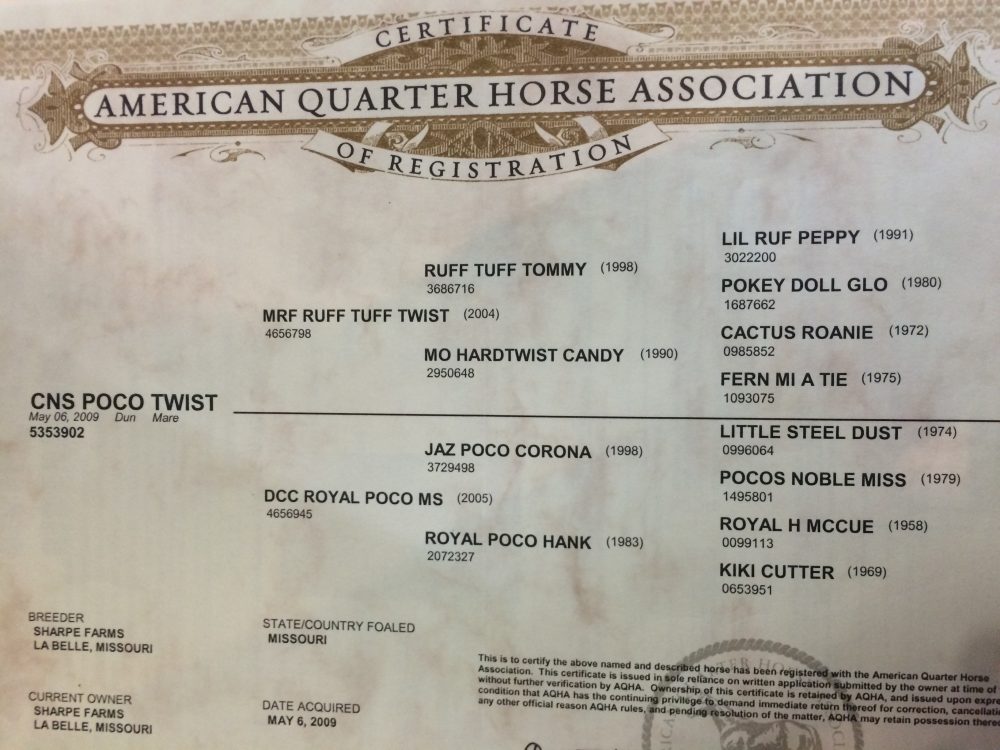 CERTIFICATE
AMERICAN QUARTER HORSE ASSOCIATION
OF REGISTRATION
LIL RUF PEPPY (1991)
3022200
RUFF TUFF TOMMY (1998)
3686716
POKEY DOLL GLO (1980)
1687662
MRF RUFF TUFF TWIST (2004)
4656798
CACTUS ROANIE (1972)
0985852
MO HARDTWIST CANDY (1990)
2950648
FERN MI A TIE (1975)
1093075
CNS POCO TWIST
May 06, 2009 Dun Mare
5353902
LITTLE STEEL DUST (1974)
0996064
JAZ POCO CORONA (1998)
3729498
POCOS NOBLE MISS (1979)
1495801
DCC ROYAL POCO MS (2005)
4656945
ROYAL H MCCUE (1958)
0099113
ROYAL POCO HANK (1983)
2072327
KIKI CUTTER (1969)
0653951
BREEDER
SHARPE FARMS
LA BELLE, MISSOURI
STATE/COUNTRY FOALED
MISSOURI
CURRENT OWNER
SHARPE FARMS
LA BELLE, MISSOURI
DATE ACQUIRED
MAY 6, 2009
This is to certify the above named and described horse has been registered with the American Quarter Horse
Association. This certificate is issued in sole reliance on written application submitted by the owner at time of
without further verification by AQHA. Ownership of this certificate is retained by AQHA, and issued upon
condition that AQHA has the continuing privilege to demand immediate return thereof for correction,
any other official reason AQHA rules, and pending resolution of the matter, AQHA may retain possession